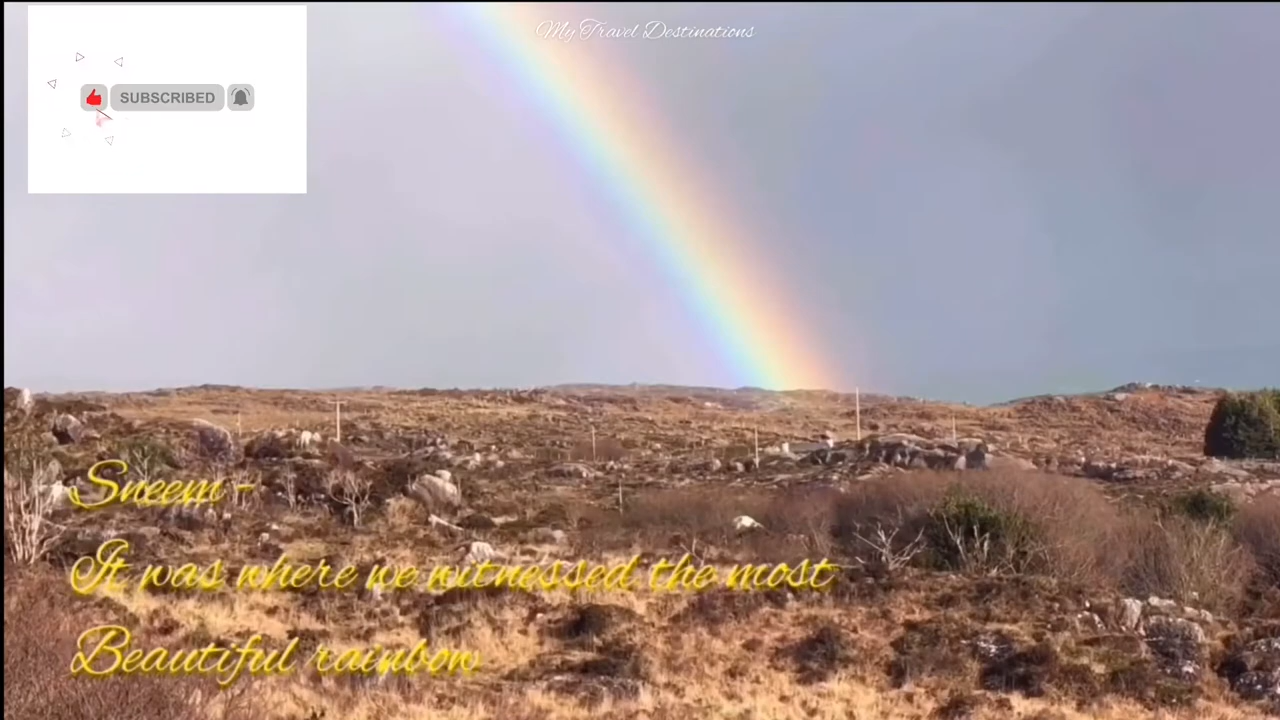 My Travel Destinations
SUBSCRIBED
Sneem -
It was where we witnessed the most
Beautiful rainbow